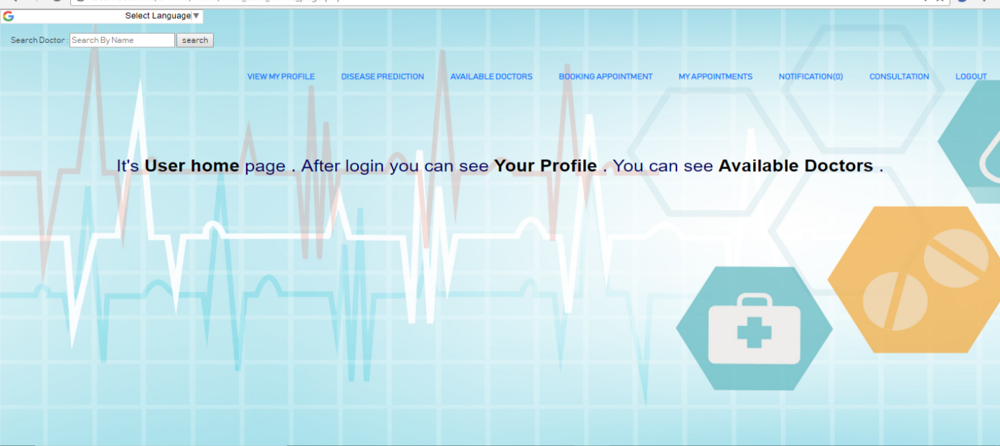 Select Language ▼
Search Doctor : Search By Name search
VIEW MY PROFILE DISEASE PREDICTION AVAILABLE DOCTORS BOOKING APPOINTMENT MY APPOINTMENTS NOTIFICATION(0) CONSULTATION LOGOUT
It's User home page . After login you can see Your Profile . You can see Available Doctors .